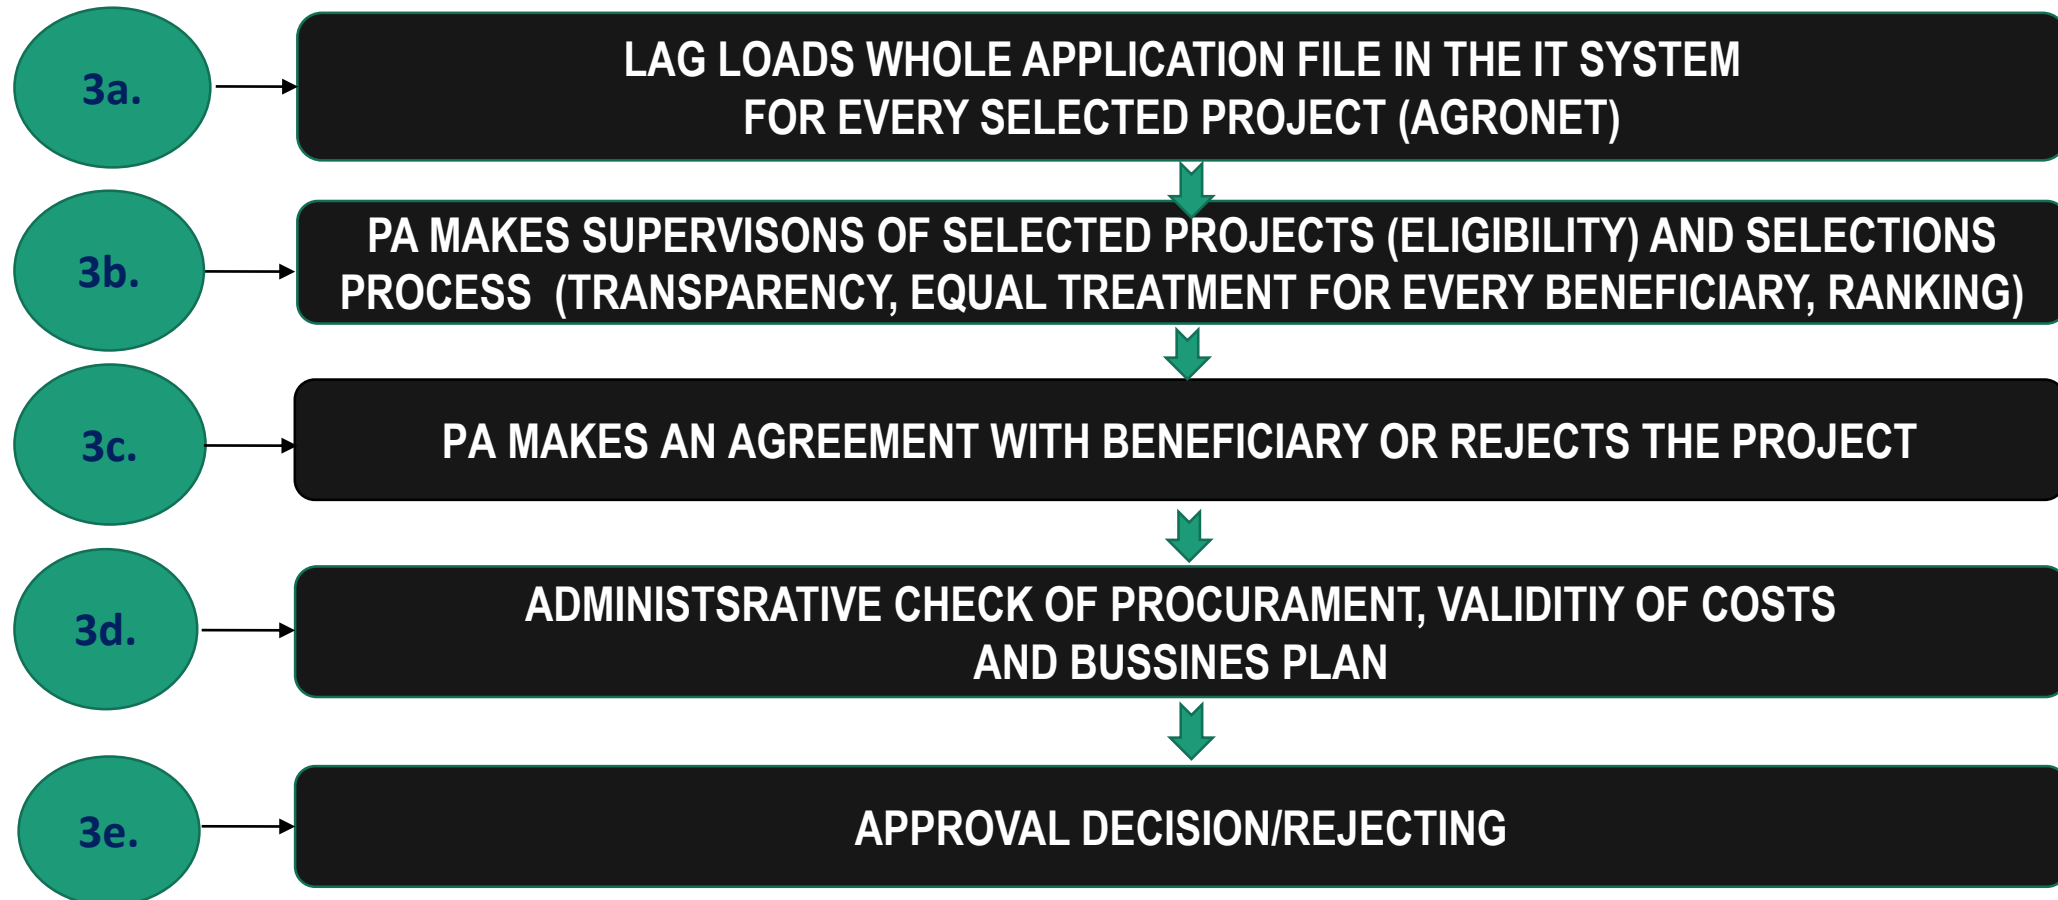 3a.
LAG LOADS WHOLE APPLICATION FILE IN THE IT SYSTEM
FOR EVERY SELECTED PROJECT (AGRONET)
3b.
PA MAKES SUPERVISONS OF SELECTED PROJECTS (ELIGIBILITY) AND SELECTIONS
PROCESS (TRANSPARENCY, EQUAL TREATMENT FOR EVERY BENEFICIARY, RANKING)
3c.
PA MAKES AN AGREEMENT WITH BENEFICIARY OR REJECTS THE PROJECT
3d.
ADMINISTSRATIVE CHECK OF PROCURAMENT, VALIDITIY OF COSTS
AND BUSSINES PLAN
3e.
APPROVAL DECISION/REJECTING